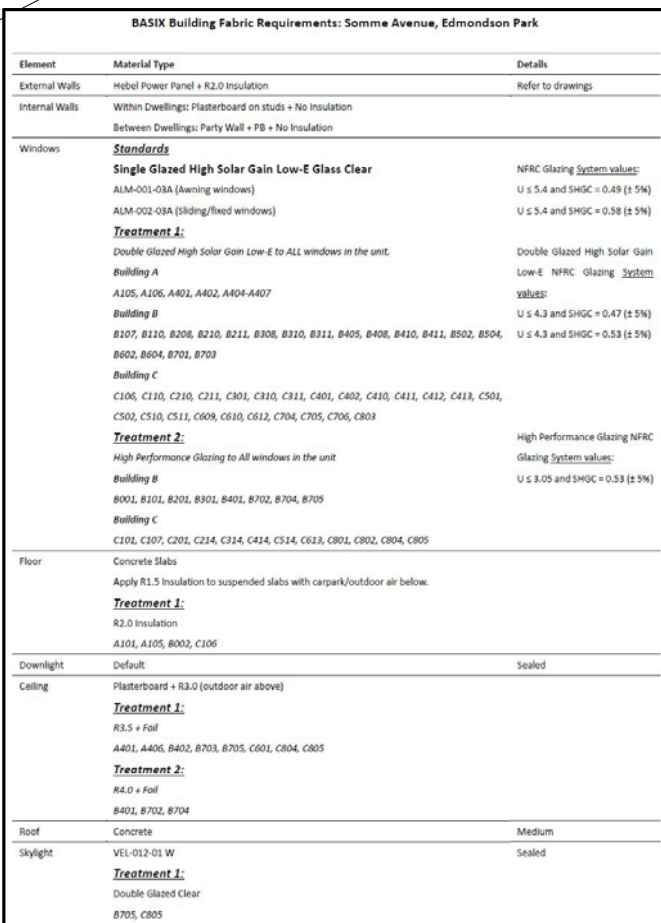 BASIX Building Fabric Requirements: Somme Avenue, Edmondson Park
Element Material Type Details
External Walls Hebel Power Panel + R2.0 Insulation Refer to drawings
Internal Walls Within Dwellings: Plasterboard on studs + No Insulation
Between Dwellings: Party Wall + PB + No Insulation
Windows Standards
Single Glazed High Solar Gain Low-E Glass Clear NFRC Glazing System values:
ALM-001-03A (Awning windows) U ≤ 5.4 and SHGC = 0.49 (± 5%)
ALM-002-03A (Sliding/fixed windows) U ≤ 5.4 and SHGC = 0.58 (± 5%)
Treatment 1:
Double Glazed High Solar Gain Low-E to ALL windows in the unit. Double Glazed High Solar Gain
Building A Low-E NFRC Glazing System
A105, A106, A401, A402, A404-A407 values:
Building B U ≤ 4.3 and SHGC = 0.47 (± 5%)
B107, B110, B208, B210, B211, B308, B310, B311, B405, B408, B410, B411, B502, B504, U ≤ 4.3 and SHGC = 0.53 (± 5%)
B602, B604, B701, B703
Building C
C106, C110, C210, C211, C301, C310, C311, C401, C402, C410, C411, C412, C413, C501,
C502, C510, C511, C609, C610, C612, C704, C705, C706, C803
Treatment 2: High Performance Glazing NFRC
High Performance Glazing to All windows in the unit Glazing System values:
Building B U ≤ 3.05 and SHGC = 0.53 (± 5%)
B001, B101, B201, B301, B401, B702, B704, B705
Building C
C101, C107, C201, C214, C314, C414, C514, C613, C801, C802, C804, C805
Floor Concrete Slabs
Apply R1.5 Insulation to suspended slabs with carpark/outdoor air below.
Treatment 1:
R2.0 Insulation
A101, A105, B002, C106
Downlight Default Sealed
Ceiling Plasterboard + R3.0 (outdoor air above)
Treatment 1:
R3.5 + Foil
A401, A406, B402, B703, B705, C601, C804, C805
Treatment 2:
R4.0 + Foil
B401, B702, B704
Roof Concrete Medium
Skylight VEL-012-01 W Sealed
Treatment 1:
Double Glazed Clear
B705, C805